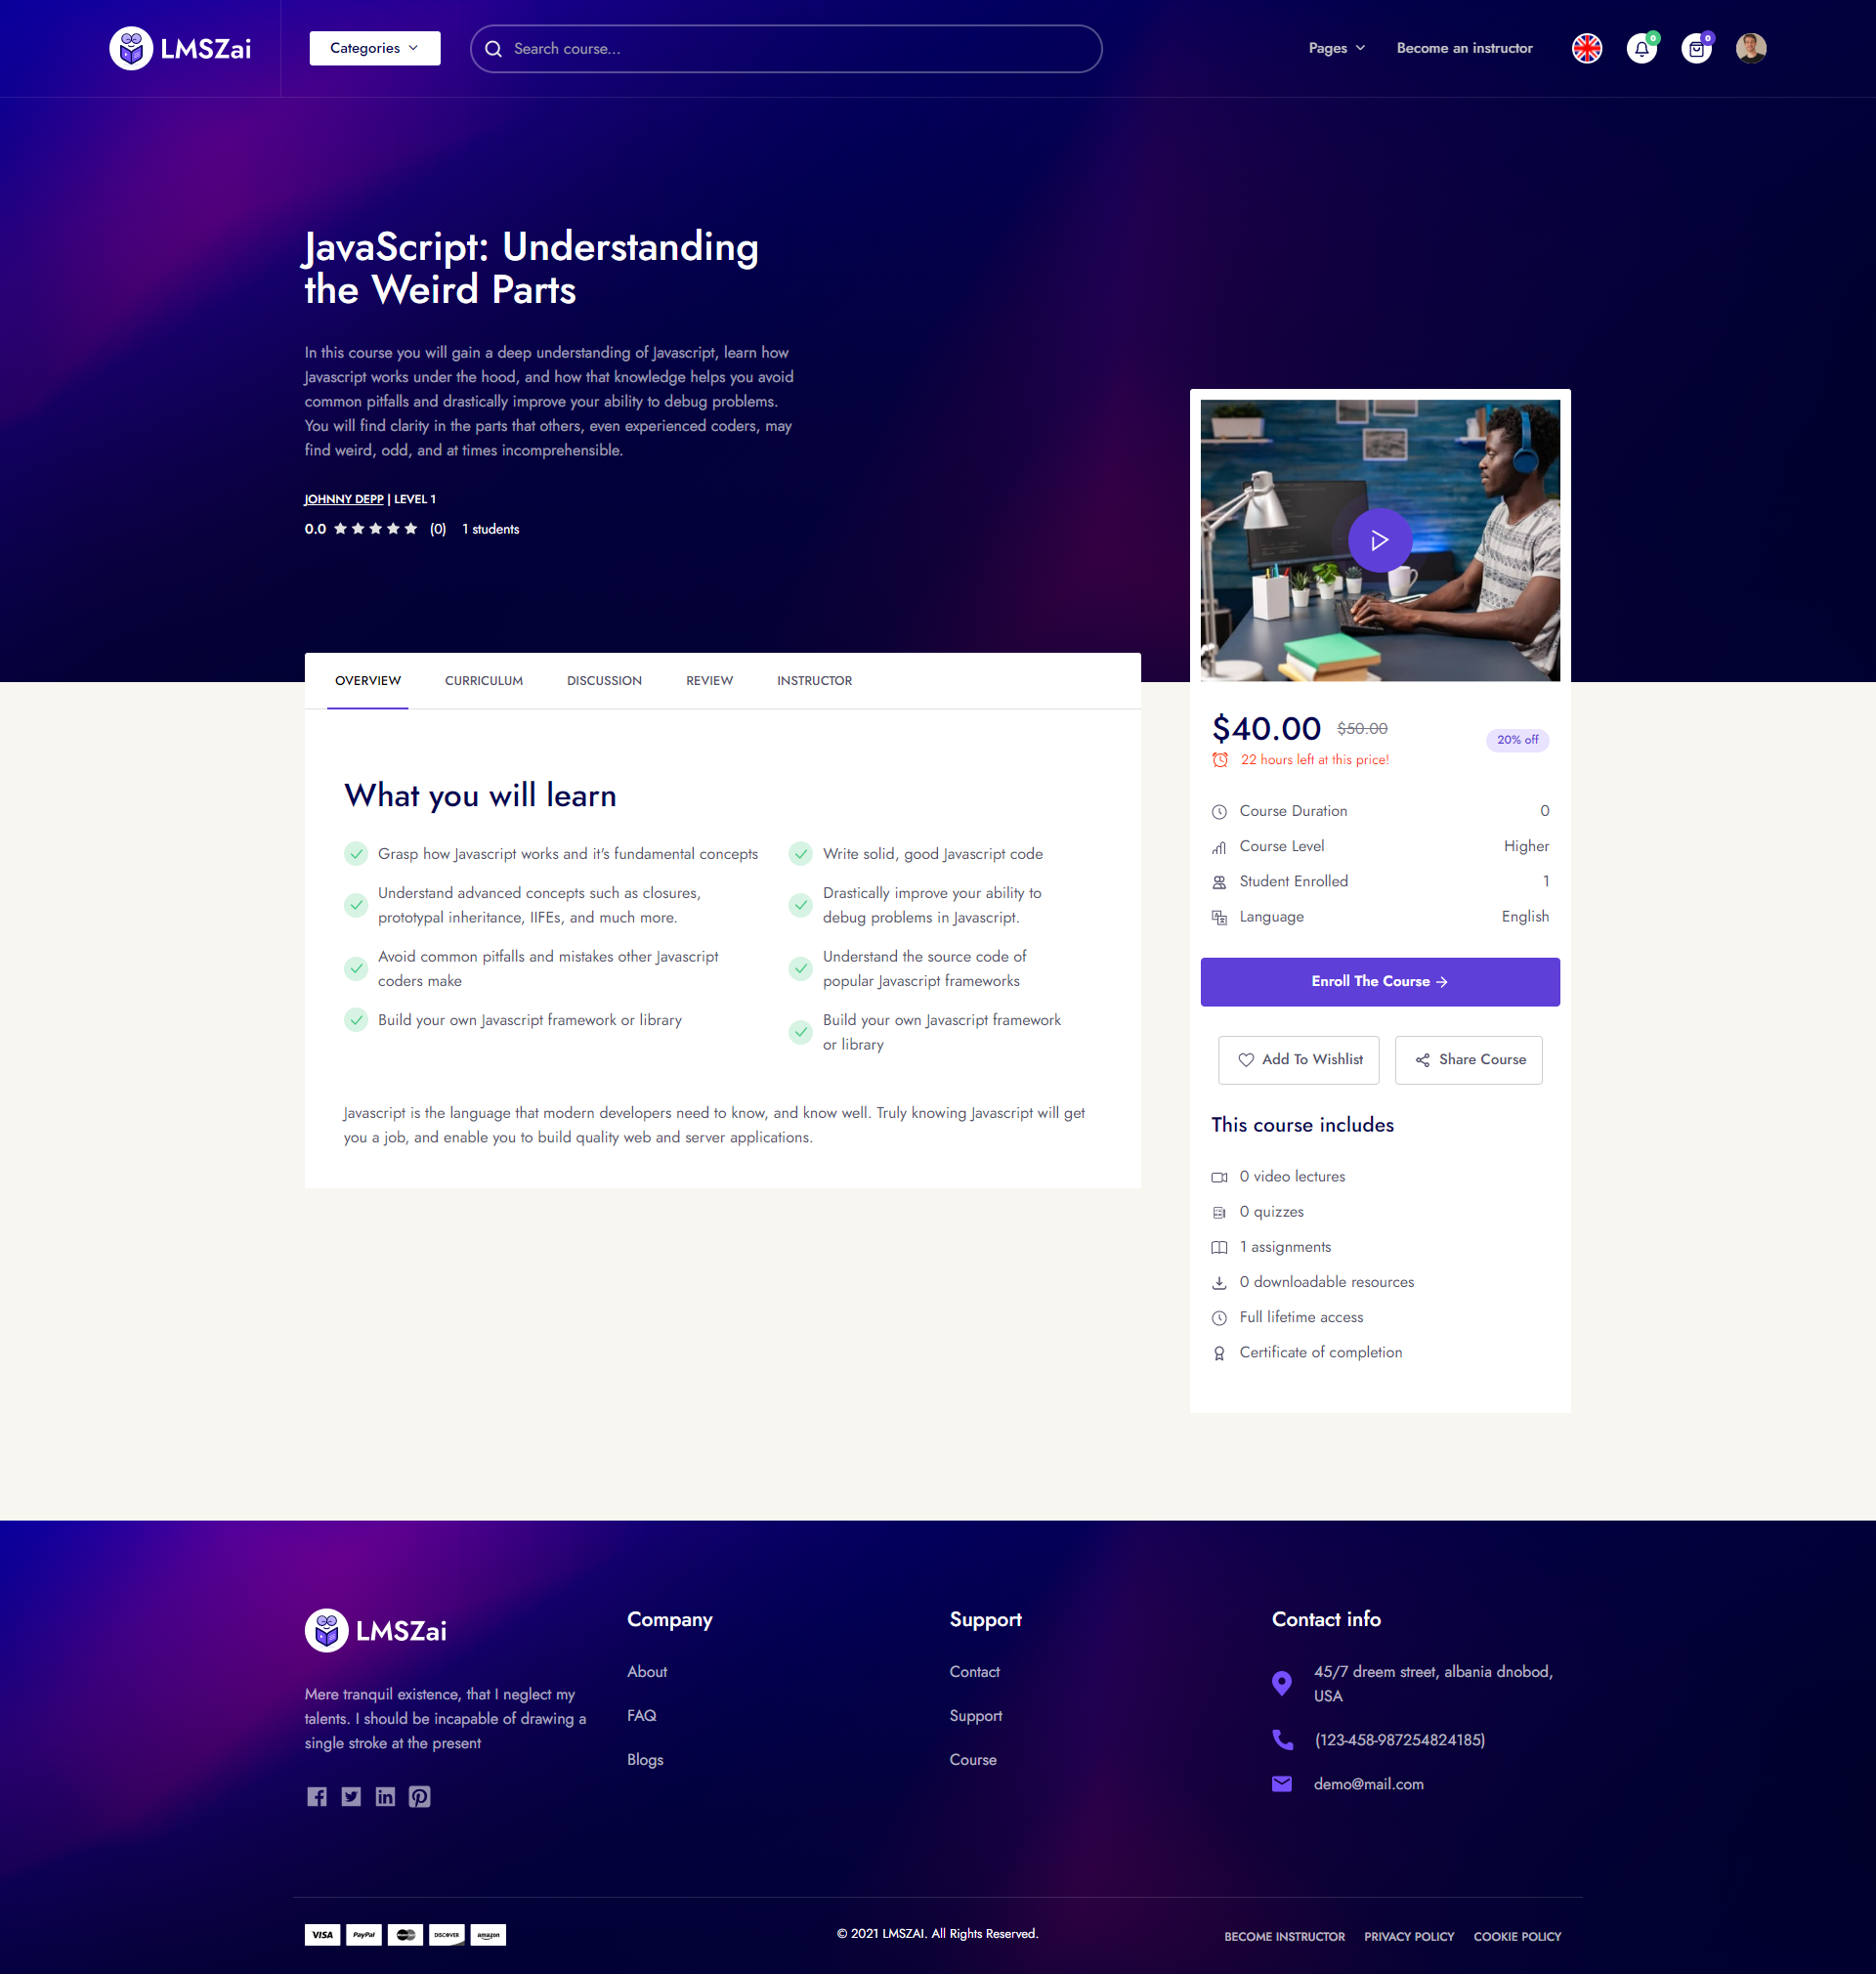 LMSZai
Categories
Search course...
Pages
Become an instructor
0
0
JavaScript: Understanding
the Weird Parts
In this course you will gain a deep understanding of Javascript, learn how
Javascript works under the hood, and how that knowledge helps you avoid
common pitfalls and drastically improve your ability to debug problems.
You will find clarity in the parts that others, even experienced coders, may
find weird, odd, and at times incomprehensible.
JOHNNY DEPP | LEVEL 1
0.0 (0) 1 students
OVERVIEW
CURRICULUM
DISCUSSION
REVIEW
INSTRUCTOR
What you will learn
Grasp how Javascript works and it's fundamental concepts
Write solid, good Javascript code
Understand advanced concepts such as closures,
prototypal inheritance, IIFEs, and much more.
Drastically improve your ability to
debug problems in Javascript.
Avoid common pitfalls and mistakes other Javascript
coders make
Understand the source code of
popular Javascript frameworks
Build your own Javascript framework or library
Build your own Javascript framework
or library
Javascript is the language that modern developers need to know, and know well. Truly knowing Javascript will get
you a job, and enable you to build quality web and server applications.
$40.00 $50.00
20% off
22 hours left at this price!
Course Duration 0
Course Level Higher
Student Enrolled 1
Language English
Enroll The Course
Add To Wishlist
Share Course
This course includes
0 video lectures
0 quizzes
1 assignments
0 downloadable resources
Full lifetime access
Certificate of completion
LMSZai
Mere tranquil existence, that I neglect my
talents. I should be incapable of drawing a
single stroke at the present
Company
About
FAQ
Blogs
Support
Contact
Support
Course
Contact info
45/7 dreem street, albania dnobod,
USA
(123-458-987254824185)
demo@mail.com
VISA
PayPal
DISCOVER
amazon
© 2021 LMSZAI. All Rights Reserved.
BECOME INSTRUCTOR
PRIVACY POLICY
COOKIE POLICY